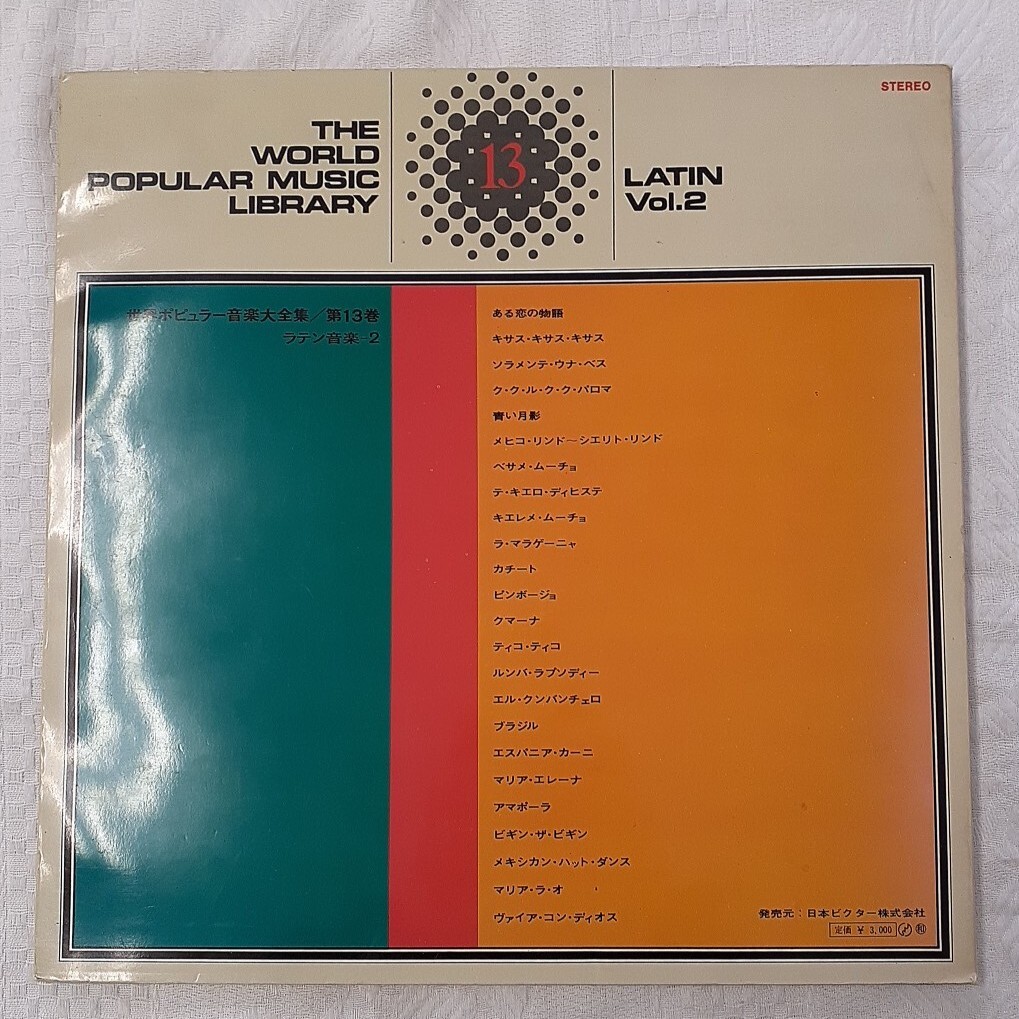 THE
WORLD
POPULAR MUSIC
LIBRARY
13
LATIN
Vol.2
STEREO
世界ポピュラー音楽大全集／第13巻
ラテン音楽=2
ある恋の物語
キサス・キサス・キサス
ソラメンテ・ウナ・ベス
ク・ク・ル・ク・ク・パロマ
青い月影
メヒコ・リンド〜シエリト・リンド
ベサメ・ムーチョ
テ・キエロ・ディヒステ
キエレメ・ムーチョ
ラ・マラゲーニャ
カチート
ピンポージョ
クマーナ
ティコ・ティコ
ルンバ・ラプソディー
エル・クンバンチェロ
ブラジル
エスパニア・カーニ
マリア・エレーナ
アマポーラ
ビギン・ザ・ビギン
メキシカン・ハット・ダンス
マリア・ラ・オ
ヴァイア・コン・ディオス
発売元：日本ビクター株式会社
定価 ¥ 3,000